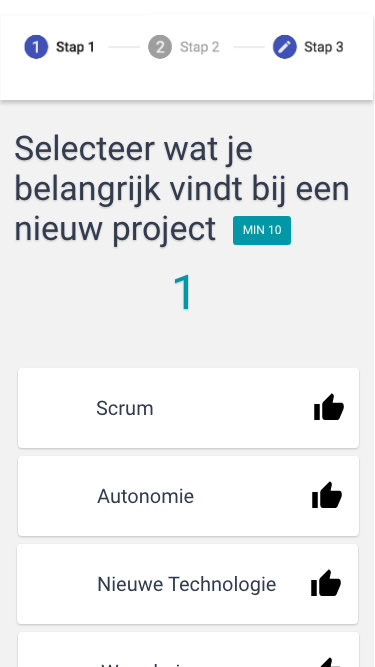 1 Stap 1 2 Stap 2 Stap 3
Selecteer wat je
belangrijk vindt bij een
nieuw project MIN 10
1
Scrum
Autonomie
Nieuwe Technologie